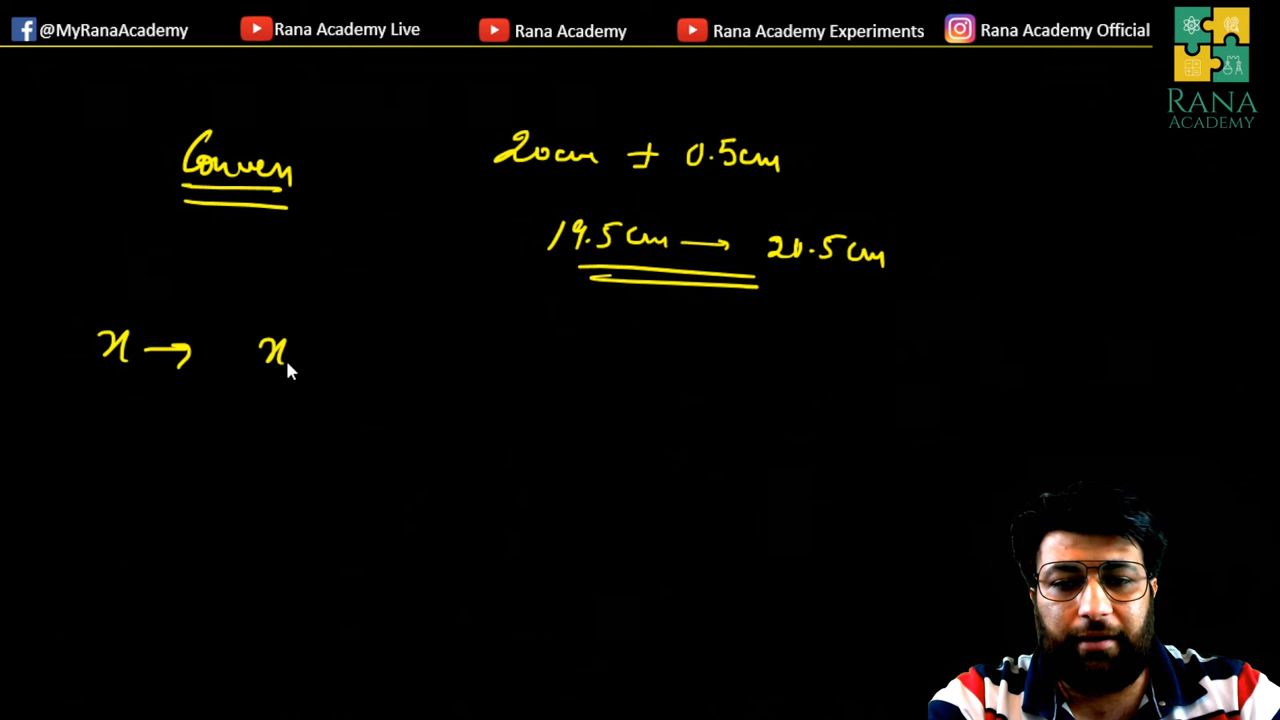 @MyRanaAcademy Rana Academy Live Rana Academy Rana Academy Experiments Rana Academy Official
RANA
ACADEMY
Conven 20cm ± 0.5cm
19.5cm → 20.5cm
x → x